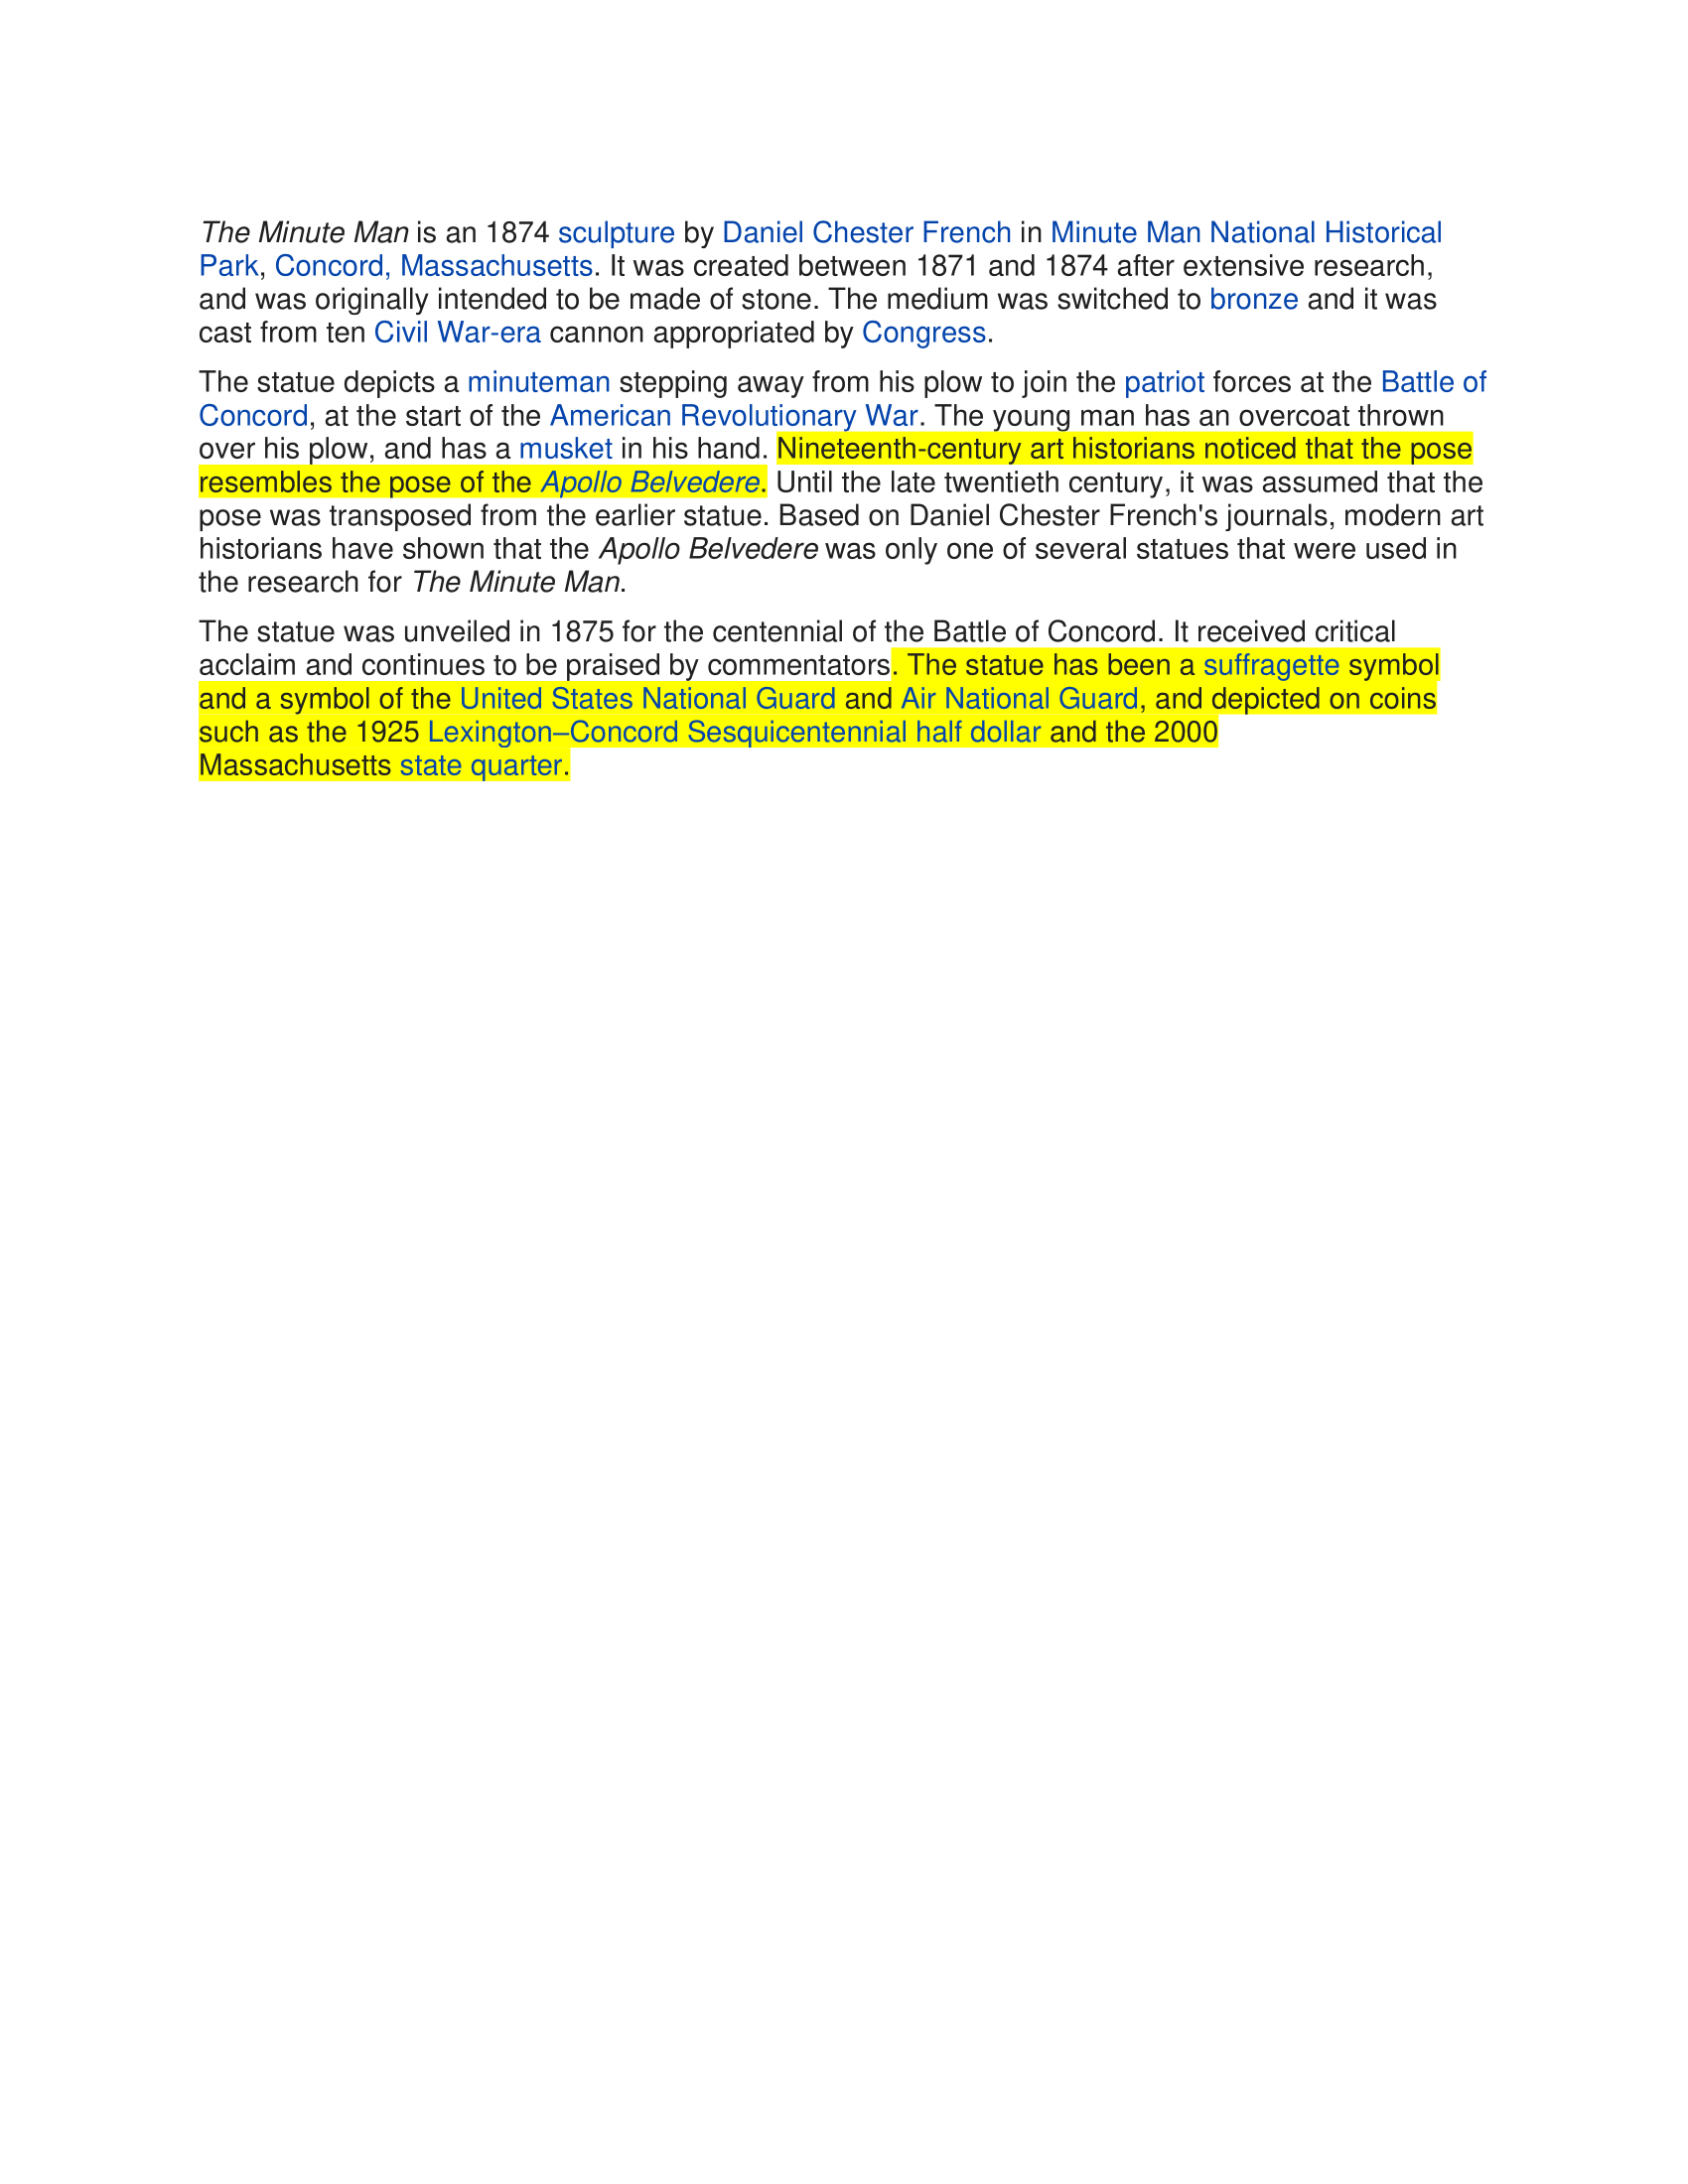 The Minute Man is an 1874 sculpture by Daniel Chester French in Minute Man National Historical
Park, Concord, Massachusetts. It was created between 1871 and 1874 after extensive research,
and was originally intended to be made of stone. The medium was switched to bronze and it was
cast from ten Civil War-era cannon appropriated by Congress.
The statue depicts a minuteman stepping away from his plow to join the patriot forces at the Battle of
Concord, at the start of the American Revolutionary War. The young man has an overcoat thrown
over his plow, and has a musket in his hand. Nineteenth-century art historians noticed that the pose
resembles the pose of the Apollo Belvedere. Until the late twentieth century, it was assumed that the
pose was transposed from the earlier statue. Based on Daniel Chester French's journals, modern art
historians have shown that the Apollo Belvedere was only one of several statues that were used in
the research for The Minute Man.
The statue was unveiled in 1875 for the centennial of the Battle of Concord. It received critical
acclaim and continues to be praised by commentators. The statue has been a suffragette symbol
and a symbol of the United States National Guard and Air National Guard, and depicted on coins
such as the 1925 Lexington–Concord Sesquicentennial half dollar and the 2000
Massachusetts state quarter.